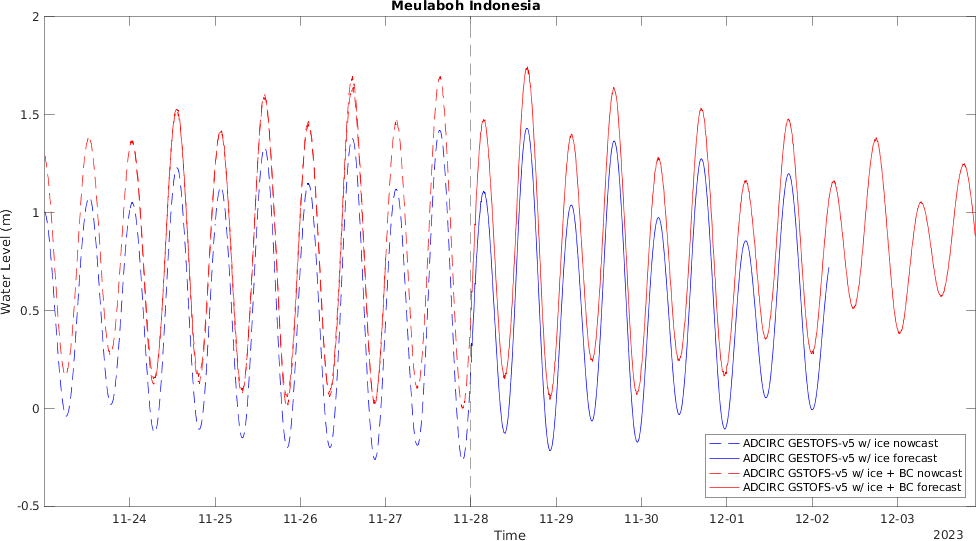 Meulaboh Indonesia
2
1.5
1
0.5
0
-0.5
Water Level (m)
ADCIRC GESTOFS-v5 w/ ice nowcast
ADCIRC GESTOFS-v5 w/ ice forecast
ADCIRC GSTOFS-v5 w/ ice + BC nowcast
ADCIRC GSTOFS-v5 w/ ice + BC forecast
11-24 11-25 11-26 11-27 11-28 11-29 11-30 12-01 12-02 12-03
Time
2023